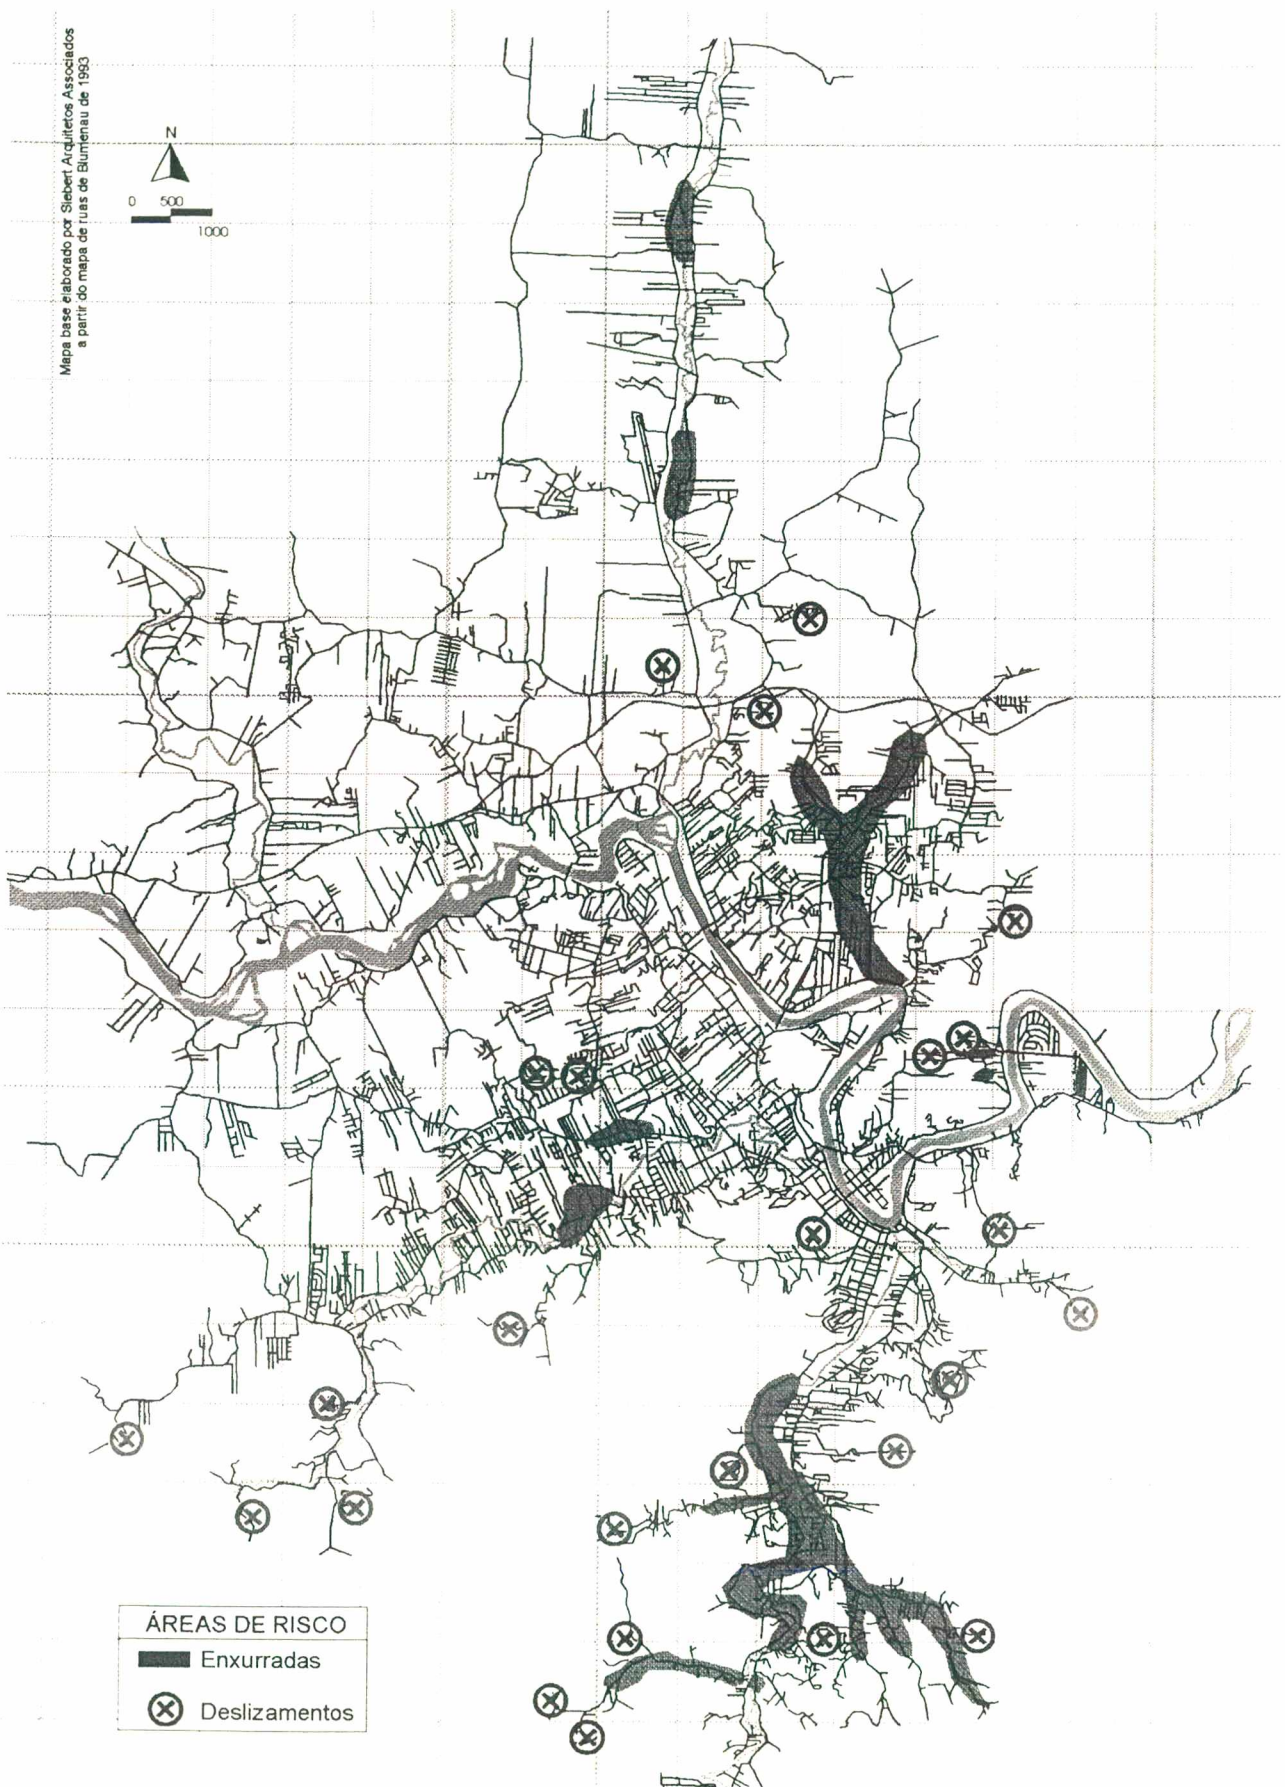 Mapa base elaborado por Siebert Arquitetos Associados
a partir do mapa de ruas de Blumenau de 1993
N
0 500
1000
ÁREAS DE RISCO
Enxurradas
Deslizamentos